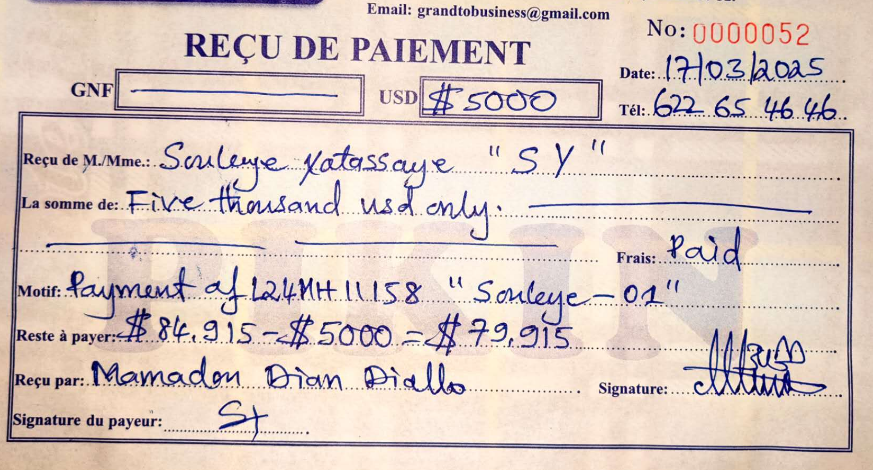 Email: grandtobusiness@gmail.com
No: 0000052
REÇU DE PAIEMENT
Date: 17/03/2025
GNF USD $5000
Tél: 622 65 46 46
Reçu de M./Mme.: Souleye Yatassaye "SY"
La somme de: Five thousand usd only.
Frais: Paid
Motif: Payment of L24MH11158 "Souleye-01"
Reste à payer: $84.915-$5000=$79.915
Reçu par: Mamadou Dian Diallo Signature:
Signature du payeur: SY